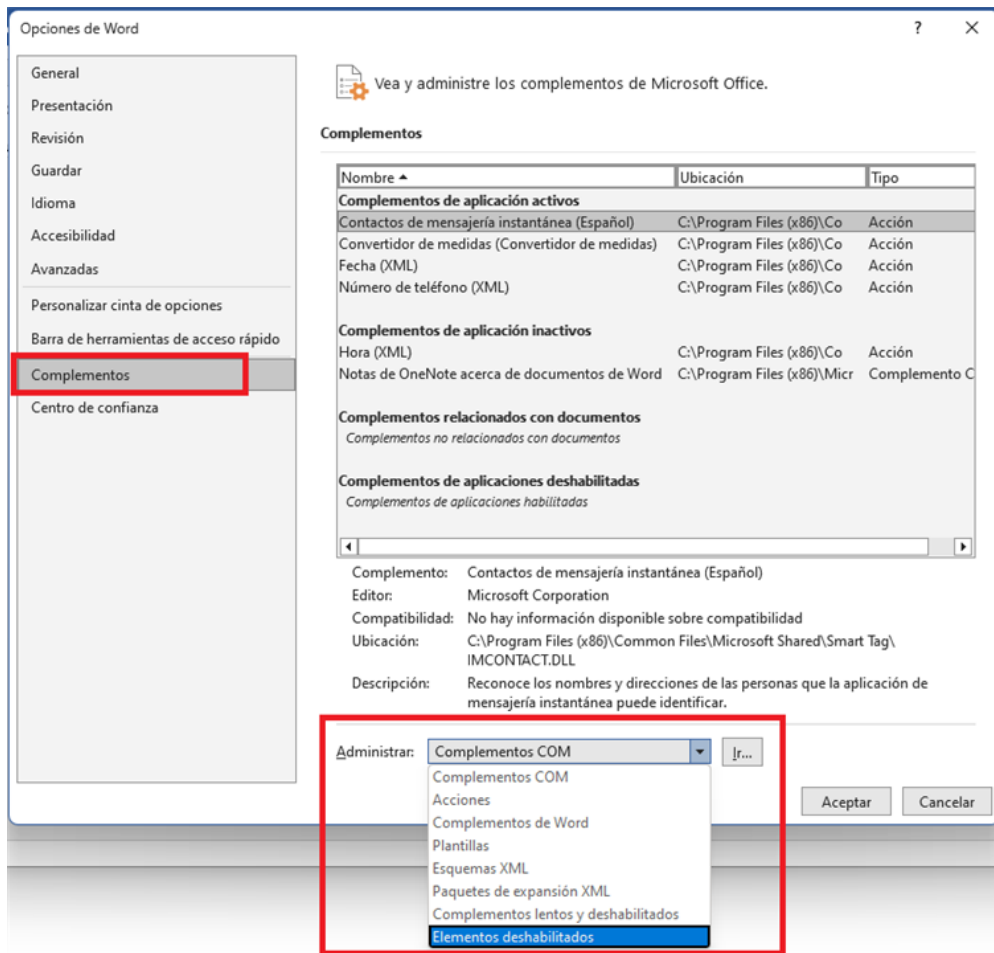 Opciones de Word
?
General
Presentación
Revisión
Guardar
Idioma
Accesibilidad
Avanzadas
Personalizar cinta de opciones
Barra de herramientas de acceso rápido
Complementos
Centro de confianza
Vea y administre los complementos de Microsoft Office.
Complementos
Nombre Ubicación Tipo
Complementos de aplicación activos
Contactos de mensajería instantánea (Español) C:\Program Files (x86)\Co Acción
Convertidor de medidas (Convertidor de medidas) C:\Program Files (x86)\Co Acción
Fecha (XML) C:\Program Files (x86)\Co Acción
Número de teléfono (XML) C:\Program Files (x86)\Co Acción
Complementos de aplicación inactivos
Hora (XML) C:\Program Files (x86)\Co Acción
Notas de OneNote acerca de documentos de Word C:\Program Files (x86)\Micr Complemento C
Complementos relacionados con documentos
Complementos no relacionados con documentos
Complementos de aplicaciones deshabilitadas
Complementos de aplicaciones habilitadas
Complemento: Contactos de mensajería instantánea (Español)
Editor: Microsoft Corporation
Compatibilidad: No hay información disponible sobre compatibilidad
Ubicación: C:\Program Files (x86)\Common Files\Microsoft Shared\Smart Tag\
IMCONTACT.DLL
Descripción: Reconoce los nombres y direcciones de las personas que la aplicación de
mensajería instantánea puede identificar.
Administrar: Complementos COM Ir...
Complementos COM
Acciones
Complementos de Word
Plantillas
Esquemas XML
Paquetes de expansión XML
Complementos lentos y deshabilitados
Elementos deshabilitados
Aceptar Cancelar